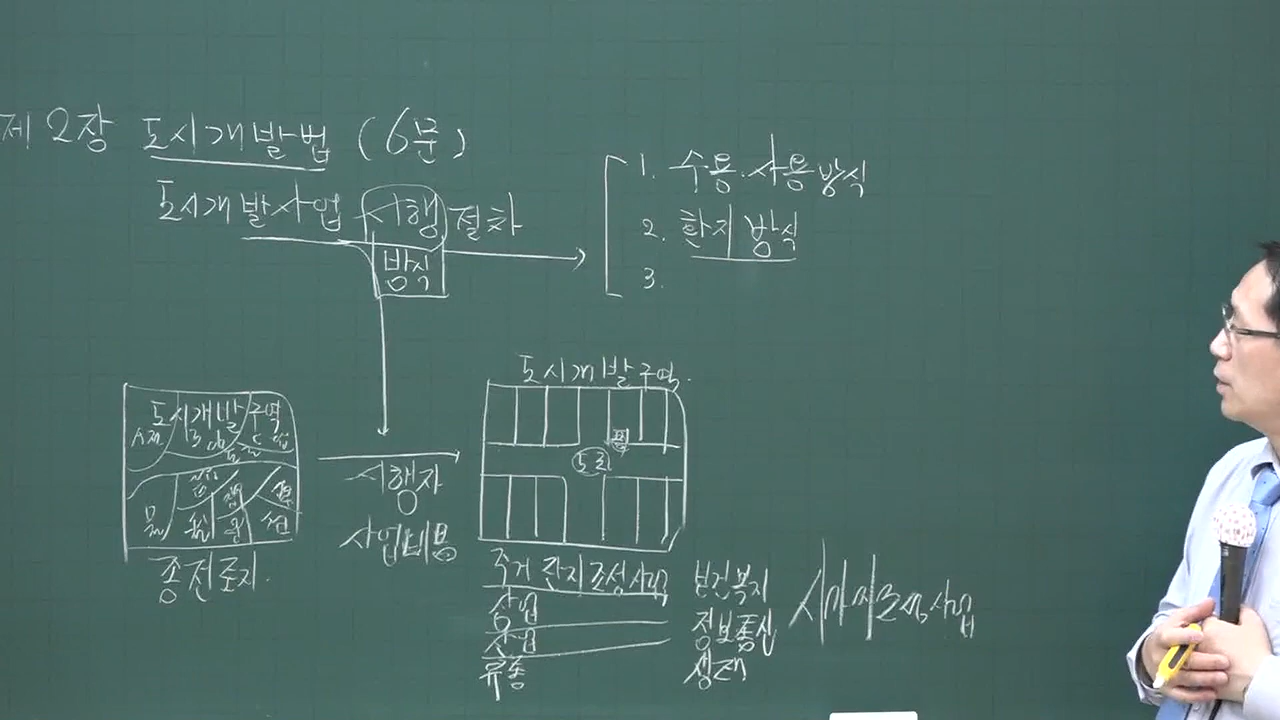 제2장 도시개발법 (6문)
도시개발사업 시행 절차
방식
1. 수용·사용방식
2. 환지 방식
3.
도시개발구역
종전토지
시행자
사업비용
도시개발구역
도로
주거 단지조성사업
상업
산업
유통
보건복지
정보통신
생태
시가지조성사업